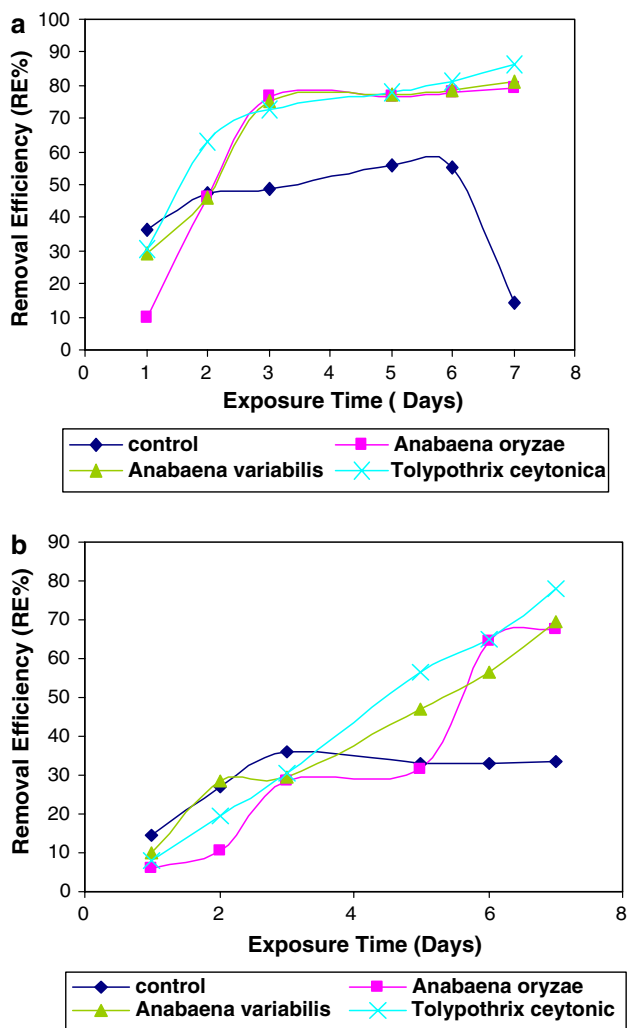 a
Removal Efficiency (RE%)
100
90
80
70
60
50
40
30
20
10
0
0 1 2 3 4 5 6 7 8
Exposure Time ( Days)
control Anabaena oryzae
Anabaena variabilis Tolypothrix ceytonica
b
Removal Efficiency (RE%)
90
80
70
60
50
40
30
20
10
0
0 2 4 6 8
Exposure Time (Days)
control Anabaena oryzae
Anabaena variabilis Tolypothrix ceytonic